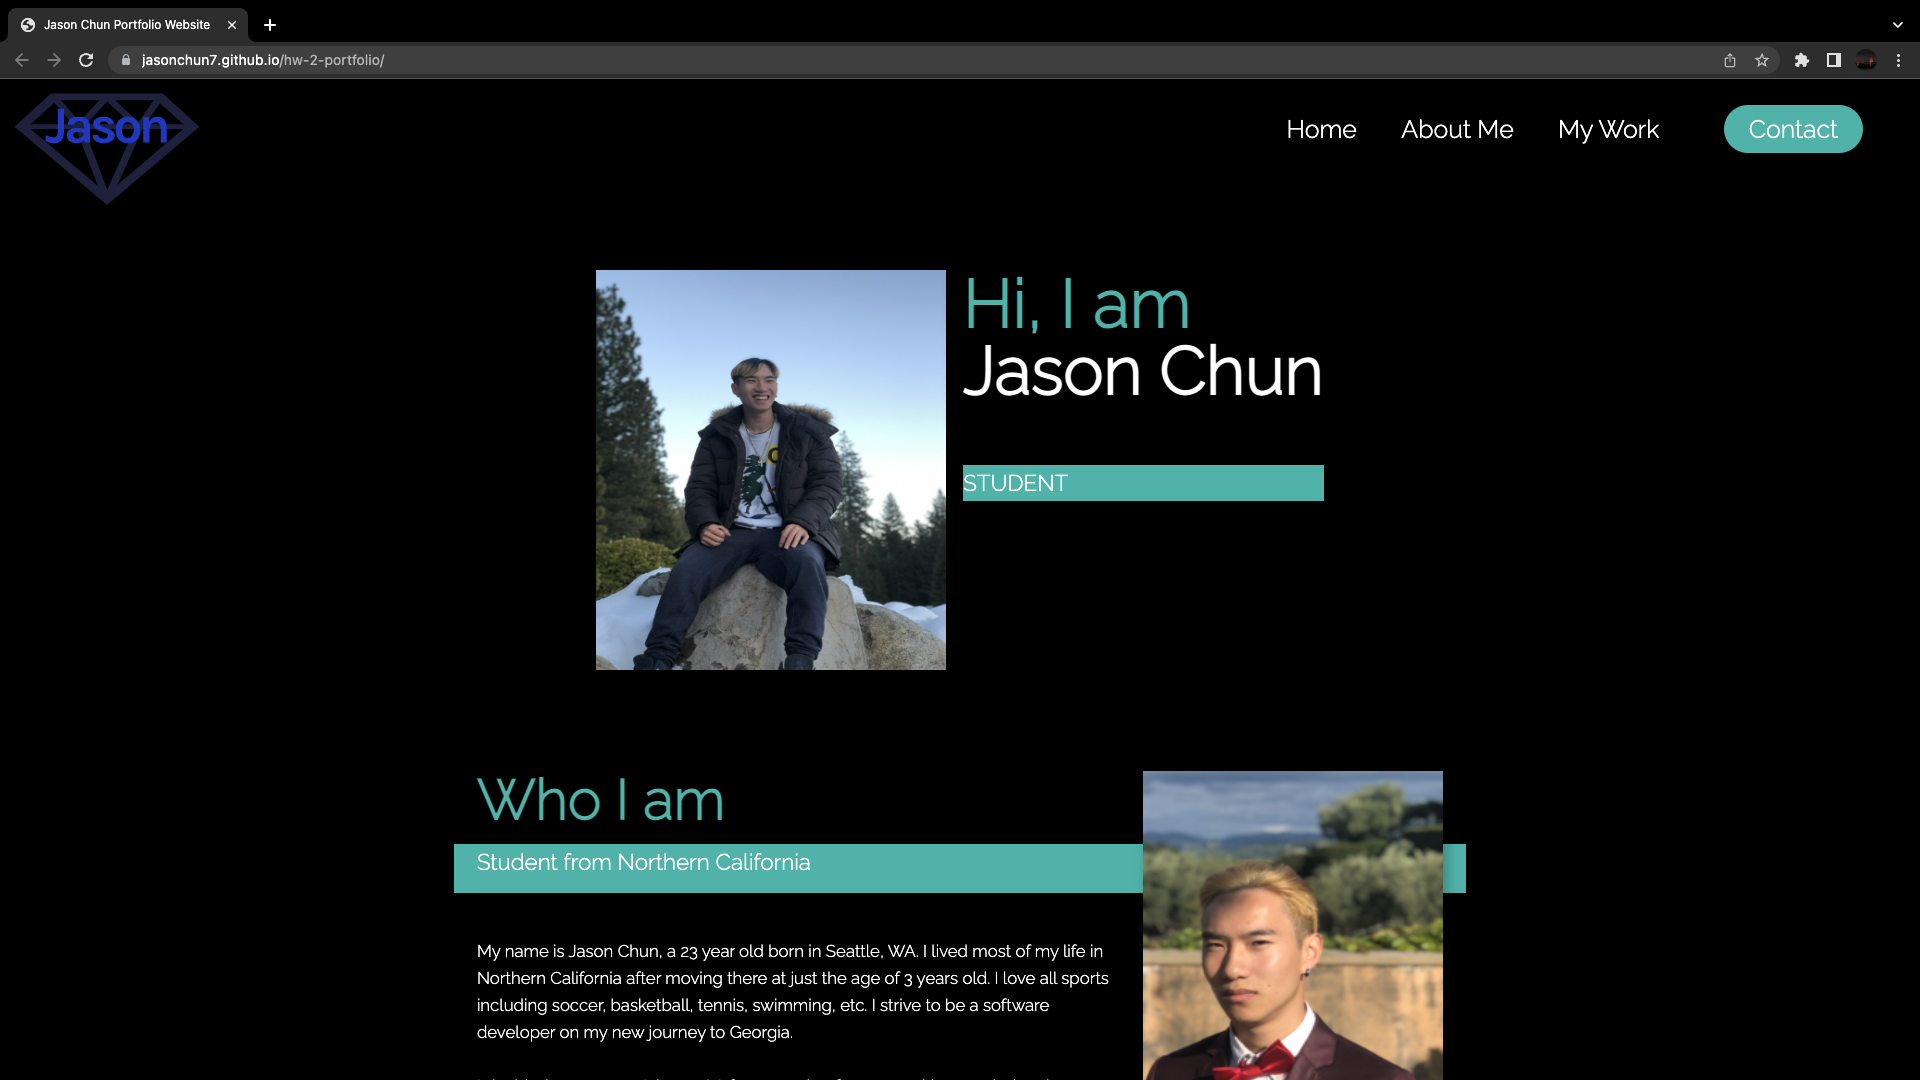 Jason Chun Portfolio Website
jasonchun7.github.io/hw-2-portfolio/
Jason
Home
About Me
My Work
Contact
Hi, I am
Jason Chun
STUDENT
Who I am
Student from Northern California
My name is Jason Chun, a 23 year old born in Seattle, WA. I lived most of my life in
Northern California after moving there at just the age of 3 years old. I love all sports
including soccer, basketball, tennis, swimming, etc. I strive to be a software
developer on my new journey to Georgia.